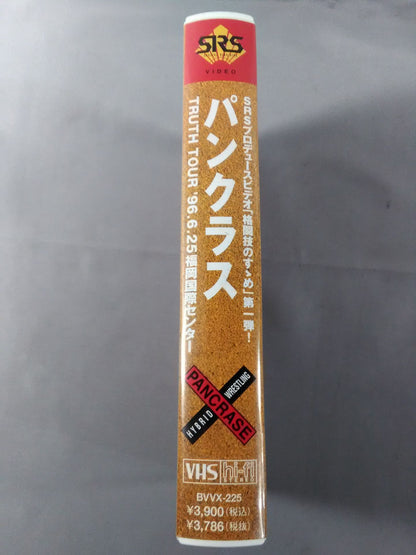 SRS
VIDEO
SRSプロデュースビデオ「格闘技のすゝめ」第一弾!
パンクラス
TRUTH TOUR '96.6.25 福岡国際センター
PANCRASE
HYBRID WRESTLING
VHS hi-fi
BVVX-225
¥3,900(税込)
¥3,786(税抜)